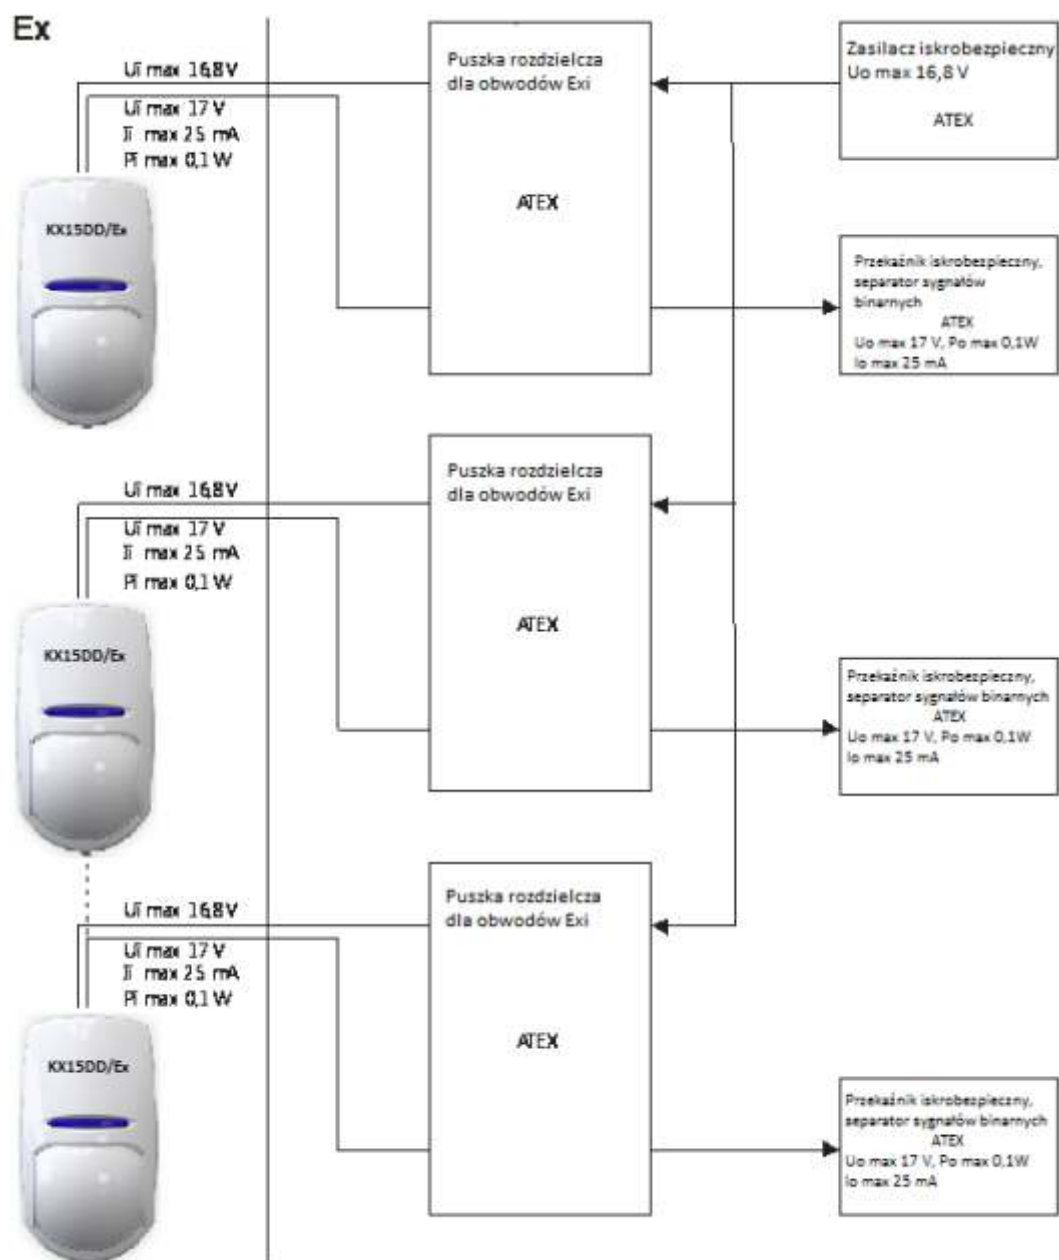 Ex
Ui max 16,8V
Ui max 17 V
Ii max 25 mA
Pi max 0,1 W
KX15DD/Ex
Puszka rozdzielcza
dla obwodów Exi
ATEX
Zasilacz iskrobezpieczny
Uo max 16,8 V
ATEX
Przekaźnik iskrobezpieczny,
separator sygnałów
binarnych
ATEX
Uo max 17 V, Po max 0,1W
Io max 25 mA
Ui max 16,8V
Ui max 17 V
Ii max 25 mA
Pi max 0,1 W
KX15DD/Ex
Puszka rozdzielcza
dla obwodów Exi
ATEX
Przekaźnik iskrobezpieczny,
separator sygnałów binarnych
ATEX
Uo max 17 V, Po max 0,1W
Io max 25 mA
Ui max 16,8V
Ui max 17 V
Ii max 25 mA
Pi max 0,1 W
KX15DD/Ex
Puszka rozdzielcza
dla obwodów Exi
ATEX
Przekaźnik iskrobezpieczny,
separator sygnałów binarnych
ATEX
Uo max 17 V, Po max 0,1W
Io max 25 mA